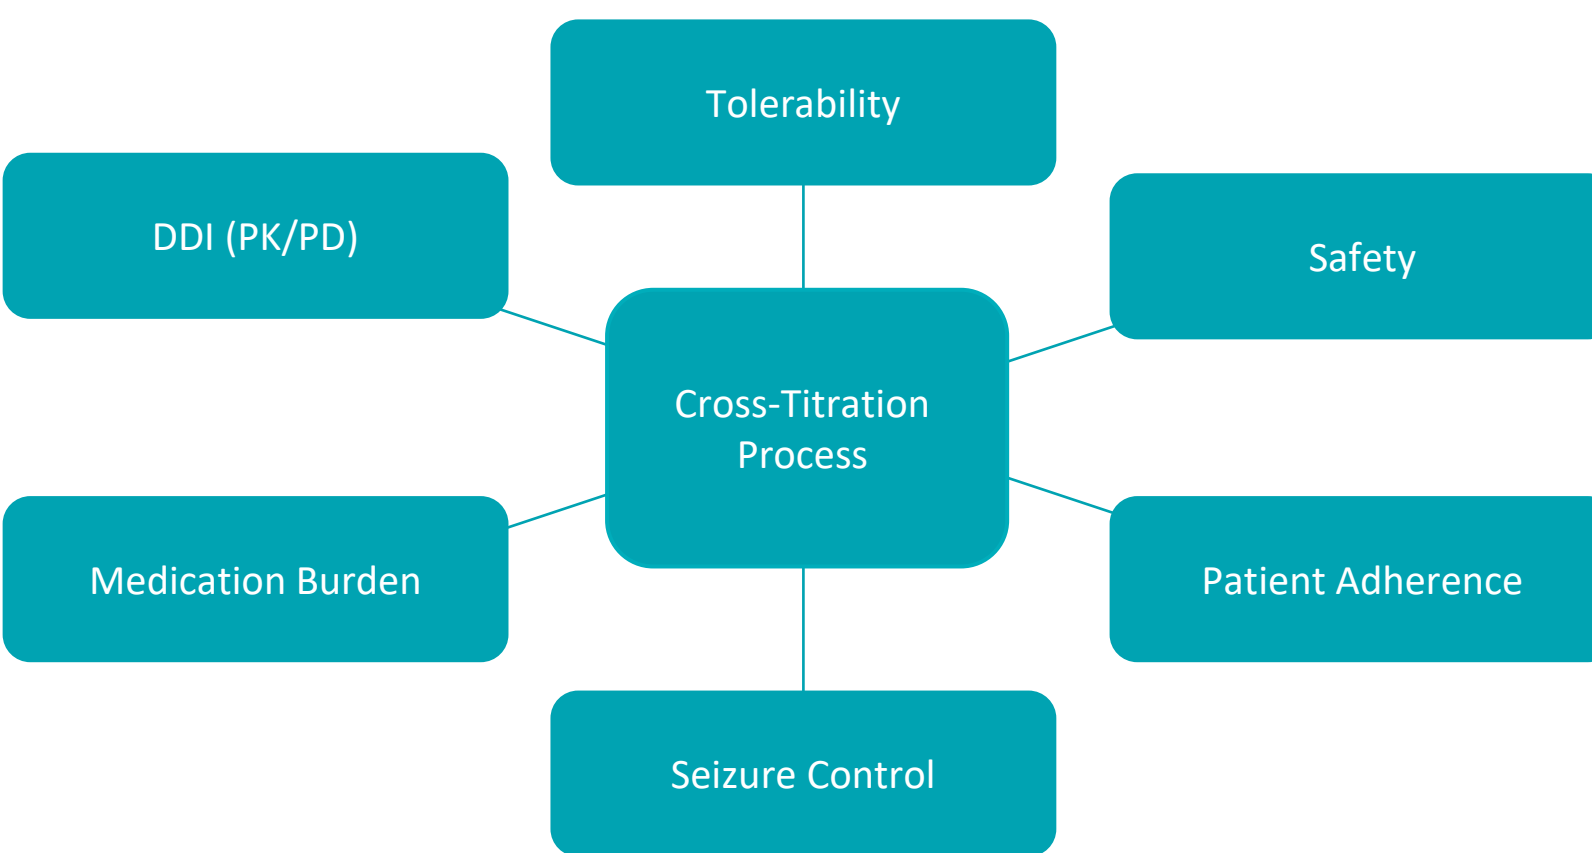 Tolerability
DDI (PK/PD)
Safety
Cross-Titration
Process
Medication Burden
Patient Adherence
Seizure Control